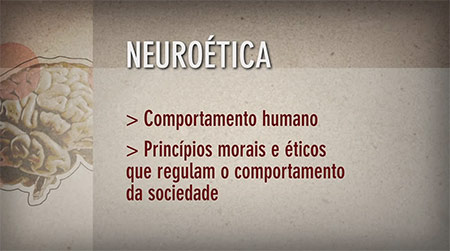 NEUROÉTICA
> Comportamento humano
> Princípios morais e éticos
que regulam o comportamento
da sociedade